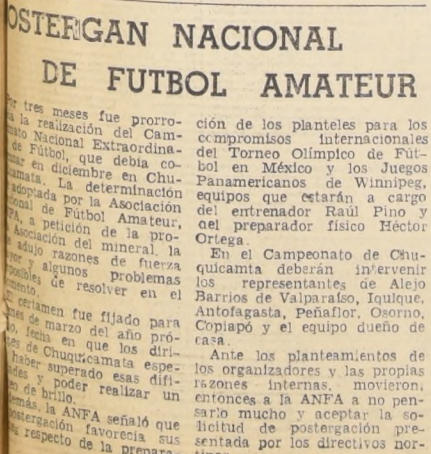 OSTERGAN NACIONAL
DE FUTBOL AMATEUR
Por tres meses fue prorro-
la realización del Cam-
Nacional Extraordina-
de Fútbol, que debía co-
en diciembre en Chu-
La determinación
adoptada por la Asociación
de Fútbol Amateur,
a petición de la pro-
Asociación del mineral, la
adujo razones de fuerza
y algunos problemas
de resolver en el
certamen fue fijado para
de marzo del año pró-
fecha en que los diri-
de Chuquicamata espe-
haber superado esas difi-
y poder realizar un
de brillo.
la ANFA señaló que
postergación favorecía sus
respecto de la prepara-
ción de los planteles para los
compromisos internacionales
del Torneo Olímpico de Fút-
bol en México y los Juegos
Panamericanos de Winnipeg,
equipos que estarán a cargo
del entrenador Raúl Pino y
del preparador físico Héctor
Ortega.
En el Campeonato de Chu-
quicamta deberán intervenir
los representantes de Alejo
Barrios de Valparaíso, Iquique,
Antofagasta, Peñaflor, Osorno,
Copiapó y el equipo dueño de
casa.
Ante los planteamientos de
los organizadores y las propias
razones internas, movieron,
entonces a la ANFA a no pen-
sarlo mucho y aceptar la so-
licitud de postergación pre-
sentada por los directivos nor-